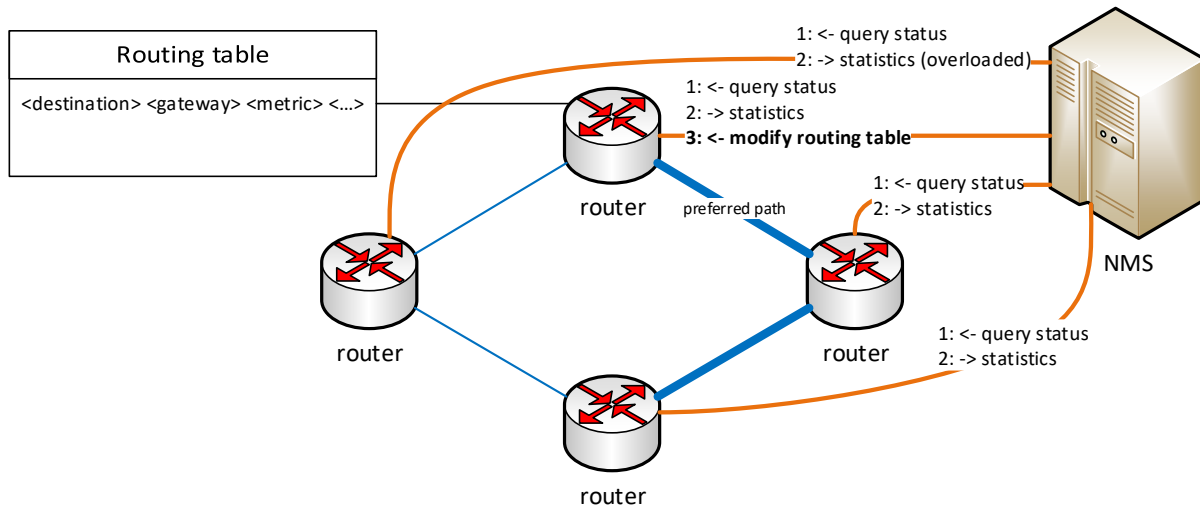 Routing table
<destination> <gateway> <metric> <...>
1: <- query status
2: -> statistics (overloaded)
1: <- query status
2: -> statistics
3: <- modify routing table
router
preferred path
1: <- query status
2: -> statistics
NMS
router
router
1: <- query status
2: -> statistics
router